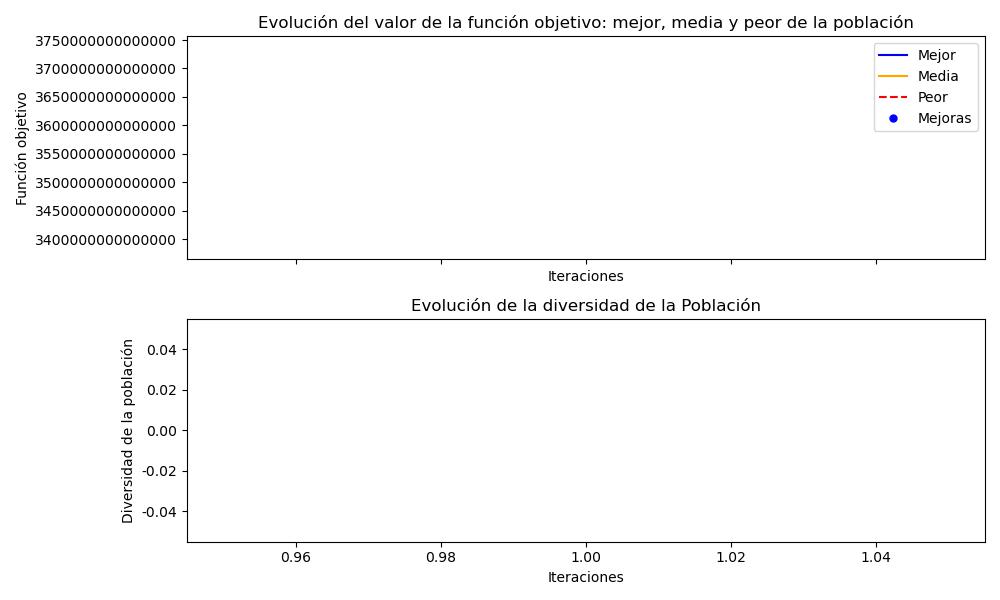 Evolución del valor de la función objetivo: mejor, media y peor de la población
3750000000000000
3700000000000000
3650000000000000
3600000000000000
3550000000000000
3500000000000000
3450000000000000
3400000000000000
Función objetivo
Mejor
Media
Peor
Mejoras
Iteraciones
Evolución de la diversidad de la Población
0.04
0.02
0.00
-0.02
-0.04
Diversidad de la población
0.96 0.98 1.00 1.02 1.04
Iteraciones